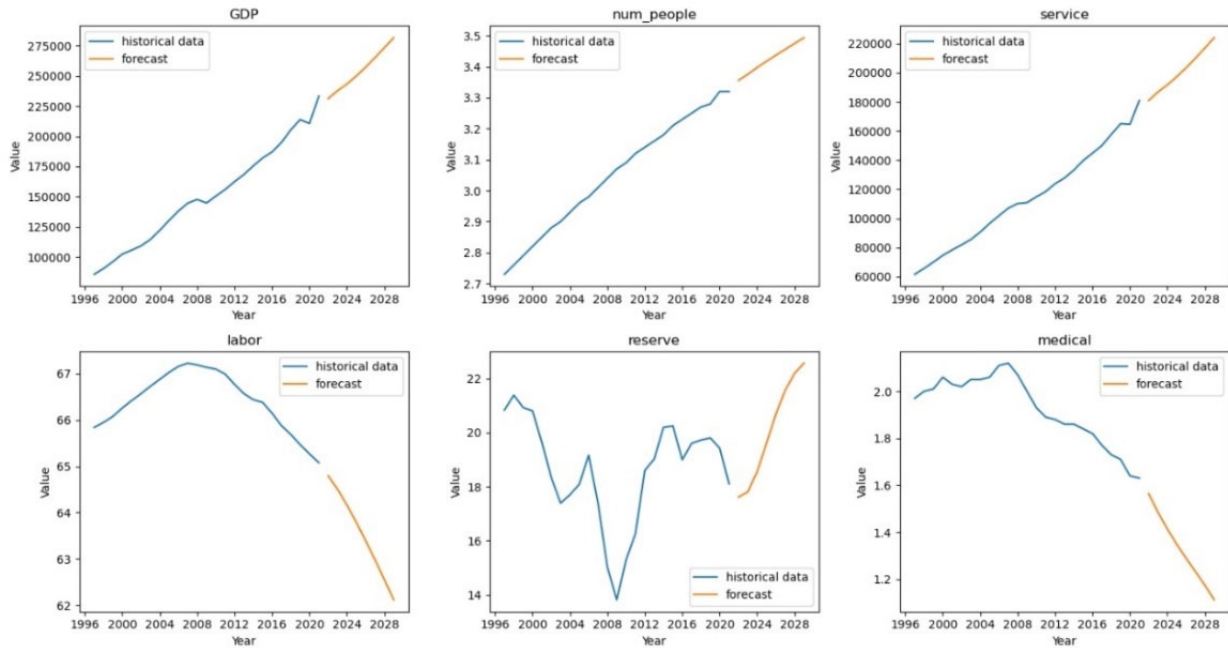 GDP
historical data
forecast
Value
275000
250000
225000
200000
175000
150000
125000
100000
1996 2000 2004 2008 2012 2016 2020 2024 2028
Year
num_people
historical data
forecast
Value
3.5
3.4
3.3
3.2
3.1
3.0
2.9
2.8
2.7
1996 2000 2004 2008 2012 2016 2020 2024 2028
Year
service
historical data
forecast
Value
220000
200000
180000
160000
140000
120000
100000
80000
60000
1996 2000 2004 2008 2012 2016 2020 2024 2028
Year
labor
historical data
forecast
Value
67
66
65
64
63
62
1996 2000 2004 2008 2012 2016 2020 2024 2028
Year
reserve
historical data
forecast
Value
22
20
18
16
14
1996 2000 2004 2008 2012 2016 2020 2024 2028
Year
medical
historical data
forecast
Value
2.0
1.8
1.6
1.4
1.2
1996 2000 2004 2008 2012 2016 2020 2024 2028
Year